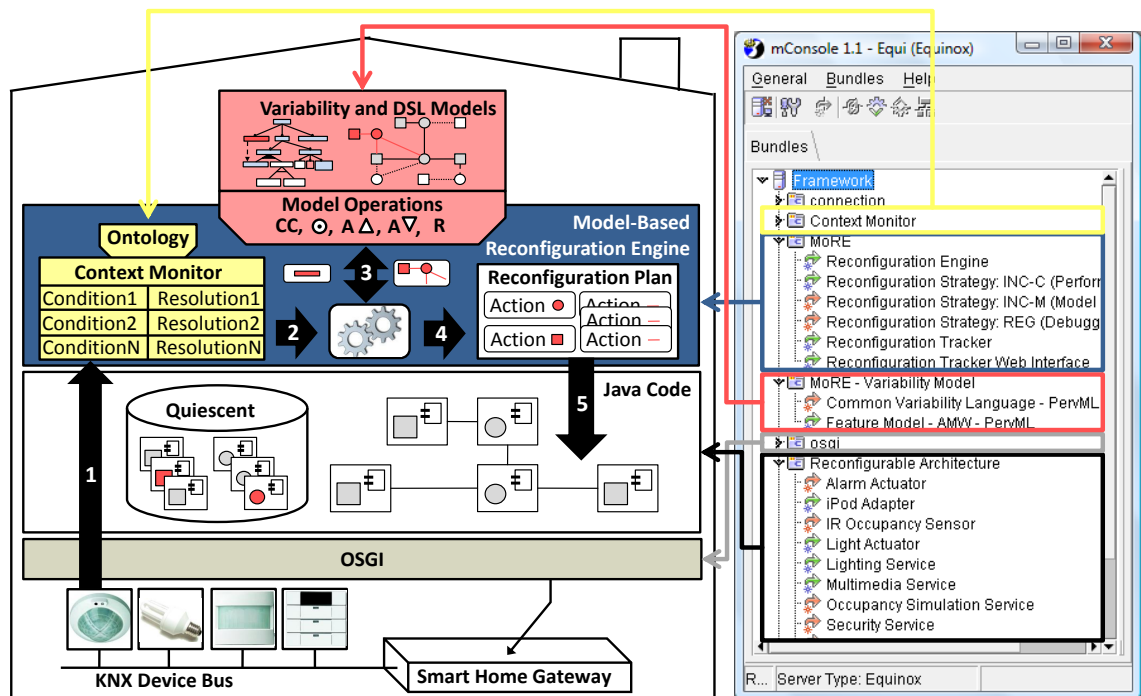 Variability and DSL Models
Model Operations
CC, ⊙, A△, A▽, R
Model-Based
Reconfiguration Engine
Ontology
Context Monitor
Condition1 Resolution1
Condition2 Resolution2
ConditionN ResolutionN
2
3
4
Reconfiguration Plan
Action Action
Action
Action Action
1
5
Java Code
Quiescent
OSGI
KNX Device Bus
Smart Home Gateway
mConsole 1.1 - Equi (Equinox)
General Bundles Help
Bundles
Framework
connection
Context Monitor
MoRE
Reconfiguration Engine
Reconfiguration Strategy: INC-C (Perforr
Reconfiguration Strategy: INC-M (Model
Reconfiguration Strategy: REG (Debugg
Reconfiguration Tracker
Reconfiguration Tracker Web Interface
MoRE - Variability Model
Common Variability Language - PervML
Feature Model - AMW - PervML
osgi
Reconfigurable Architecture
Alarm Actuator
iPod Adapter
IR Occupancy Sensor
Light Actuator
Lighting Service
Multimedia Service
Occupancy Simulation Service
Security Service
R... Server Type: Equinox